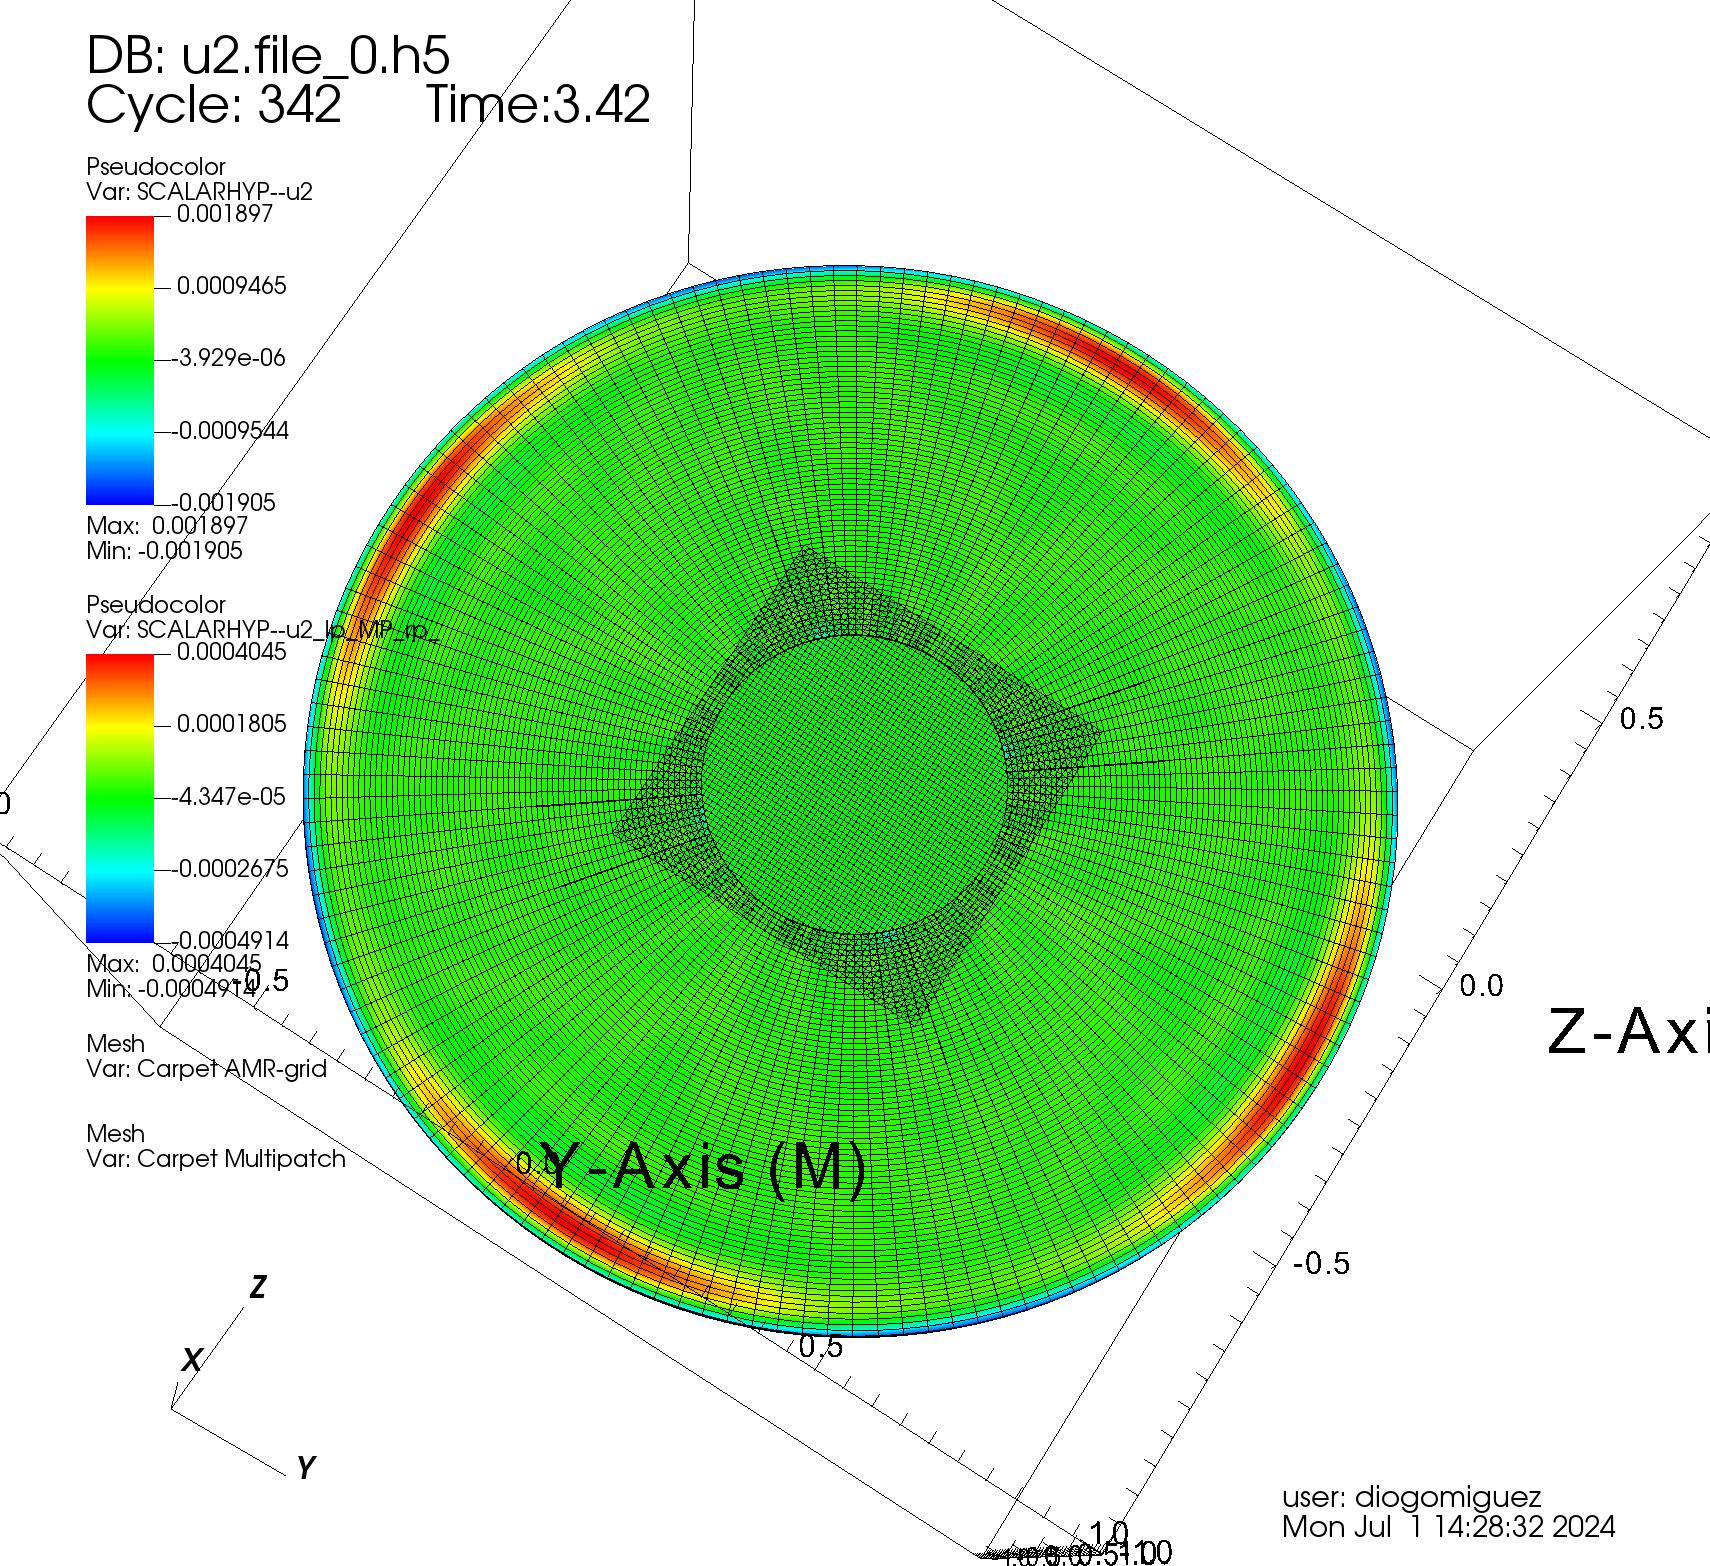 DB: u2.file_0.h5
Cycle: 342 Time:3.42
Pseudocolor
Var: SCALARHYP--u2
0.001897
0.0009465
-3.929e-06
-0.0009544
-0.001905
Max: 0.001897
Min: -0.001905
Pseudocolor
Var: SCALARHYP--u2_lp_MP_rp_
0.0004045
0.0001805
-4.347e-05
-0.0002675
-0.0004914
Max: 0.0004045
Min: -0.0004914
Mesh
Var: Carpet AMR-grid
Mesh
Var: Carpet Multipatch
0.5
0.0
Z-Axi
-0.5
-0.5
0.0
Y-Axis (M)
0.5
1.0
Z
X
Y
user: diogomiguez
Mon Jul 1 14:28:32 2024